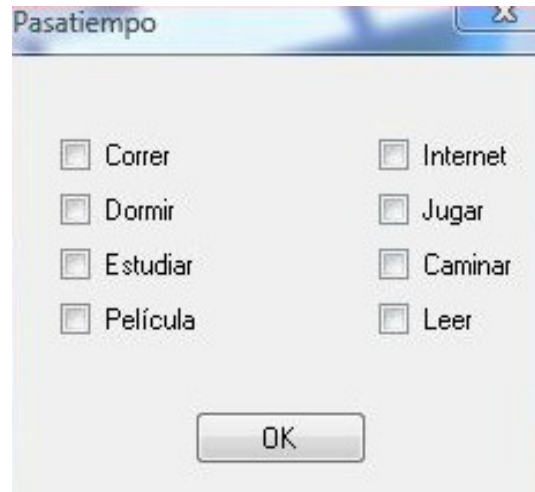 Pasatiempo
Correr
Internet
Dormir
Jugar
Estudiar
Caminar
Película
Leer
OK